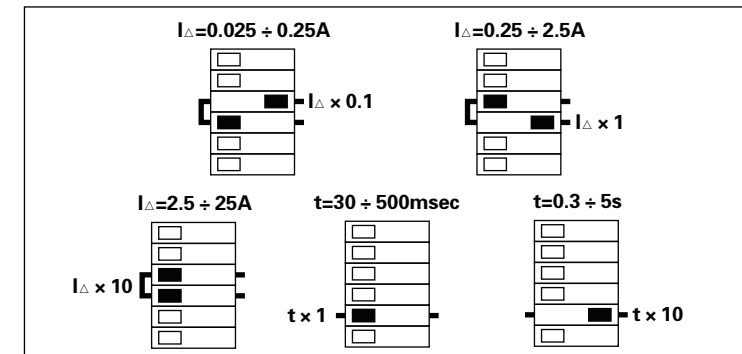 I△=0.025 ÷ 0.25A
I△=0.25 ÷ 2.5A
I△ × 0.1
I△ × 1
I△=2.5 ÷ 25A
t=30 ÷ 500msec
t=0.3 ÷ 5s
I△ × 10
t × 1
t × 10